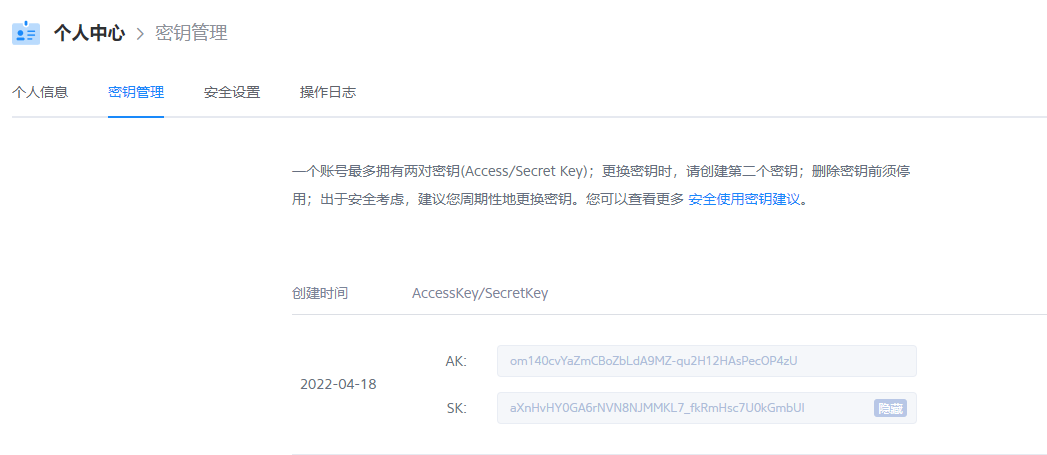 个人中心 > 密钥管理
个人信息 密钥管理 安全设置 操作日志
一个账号最多拥有两对密钥(Access/Secret Key)；更换密钥时，请创建第二个密钥；删除密钥前须停
用；出于安全考虑，建议您周期性地更换密钥。您可以查看更多 安全使用密钥建议。
创建时间 AccessKey/SecretKey
AK: om140cvYaZmCBoZbLdA9MZ-qu2H12HAsPecOP4zU
2022-04-18
SK: aXnHvHY0GA6rNVN8NJMMKL7_fkRmHsc7U0kGmbUI 隐藏